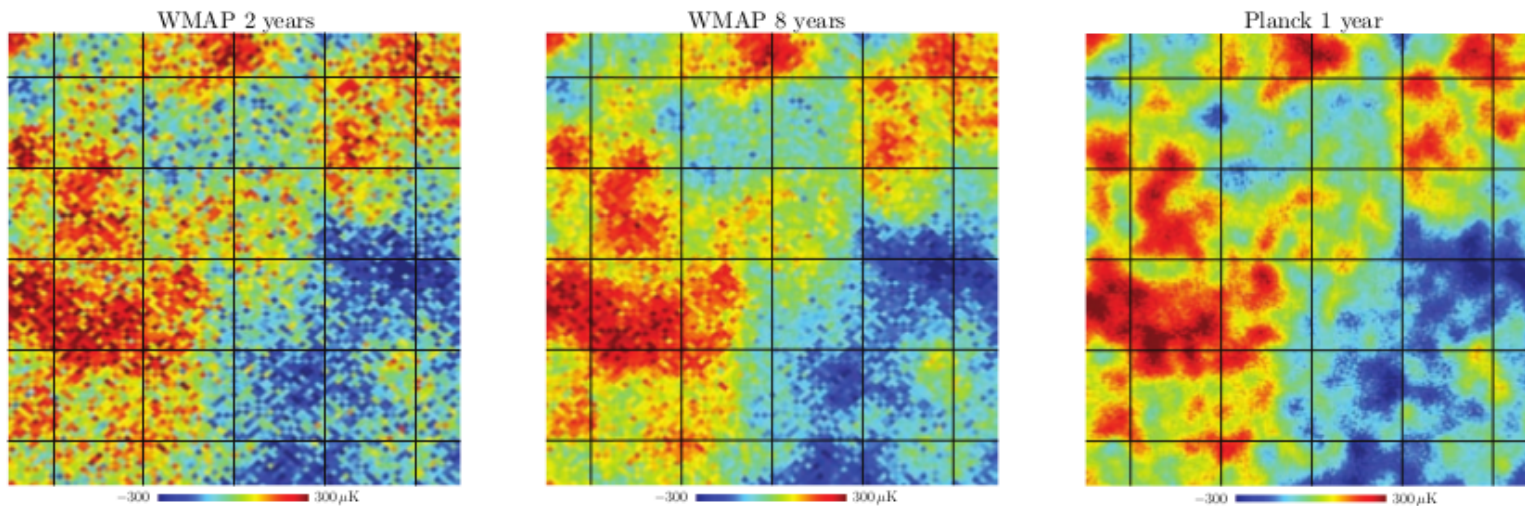 WMAP 2 years
WMAP 8 years
Planck 1 year
−300 300 μK
−300 300 μK
−300 300 μK